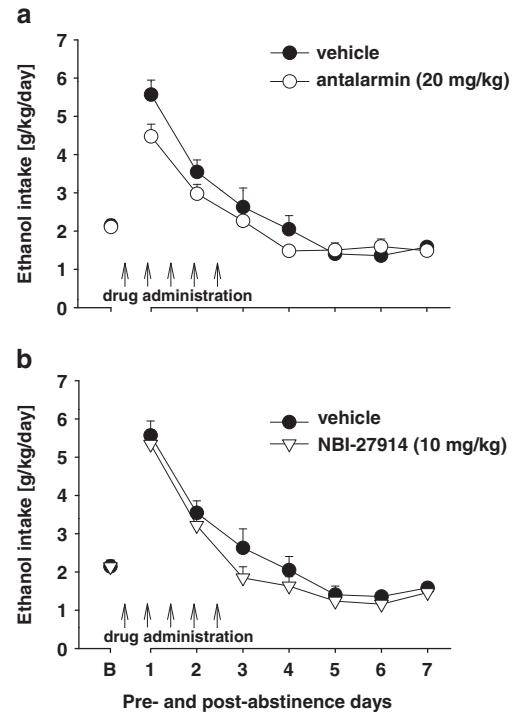 a
7
6
5
4
3
2
1
0
Ethanol intake [g/kg/day]
vehicle
antalarmin (20 mg/kg)
drug administration
b
7
6
5
4
3
2
1
0
Ethanol intake [g/kg/day]
vehicle
NBI-27914 (10 mg/kg)
drug administration
B 1 2 3 4 5 6 7
Pre- and post-abstinence days